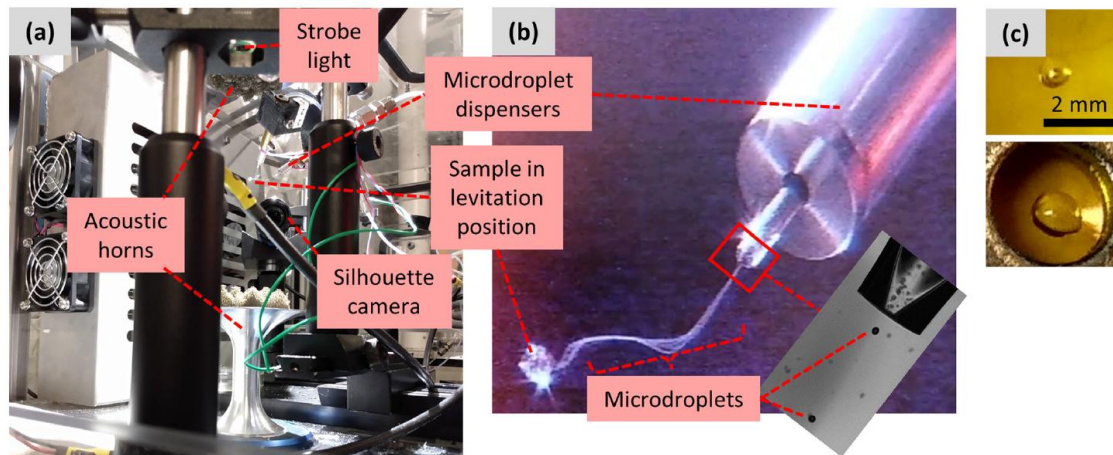 (a)
Strobe
light
Microdroplet
dispensers
Sample in
levitation
position
Acoustic
horns
Silhouette
camera
(b)
Microdroplets
(c)
2 mm